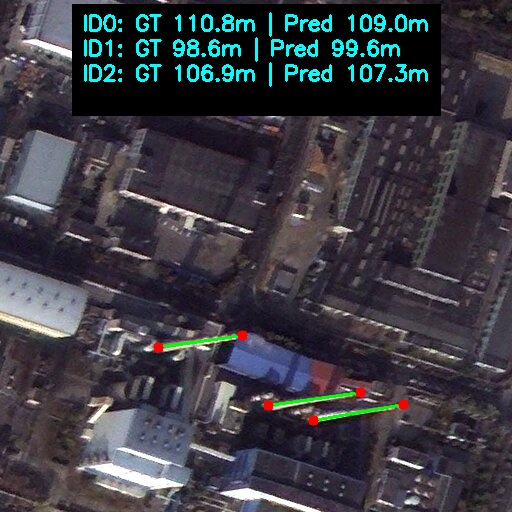 ID0: GT 110.8m | Pred 109.0m
ID1: GT 98.6m | Pred 99.6m
ID2: GT 106.9m | Pred 107.3m